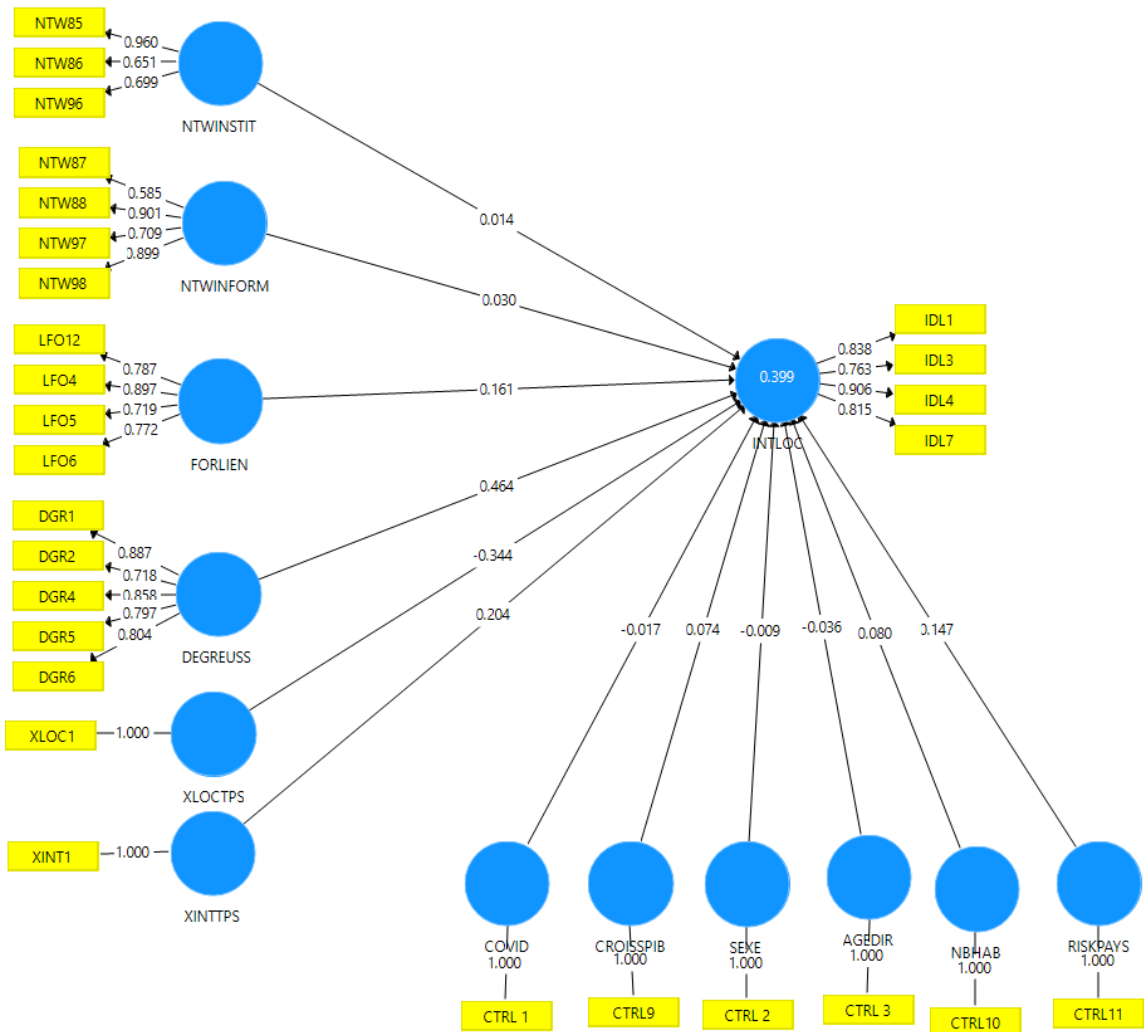 NTW85
NTW86
NTW96
0.960
0.651
0.699
NTWINSTIT
NTW87
NTW88
NTW97
NTW98
0.585
0.901
0.709
0.899
NTWINFORM
LFO12
LFO4
LFO5
LFO6
0.787
0.897
0.719
0.772
FORLIEN
DGR1
DGR2
DGR4
DGR5
DGR6
0.887
0.718
0.858
0.797
0.804
DEGREUSS
XLOC1
1.000
XLOCTPS
XINT1
1.000
XINTTPS
0.014
0.030
0.161
0.464
-0.344
0.204
0.399
INTLOC
0.838
0.763
0.906
0.815
IDL1
IDL3
IDL4
IDL7
-0.017
0.074
-0.009
-0.036
0.080
0.147
COVID
1.000
CTRL 1
CROISSPIB
1.000
CTRL9
SEXE
1.000
CTRL 2
AGEDIR
1.000
CTRL 3
NBHAB
1.000
CTRL10
RISKPAYS
1.000
CTRL11